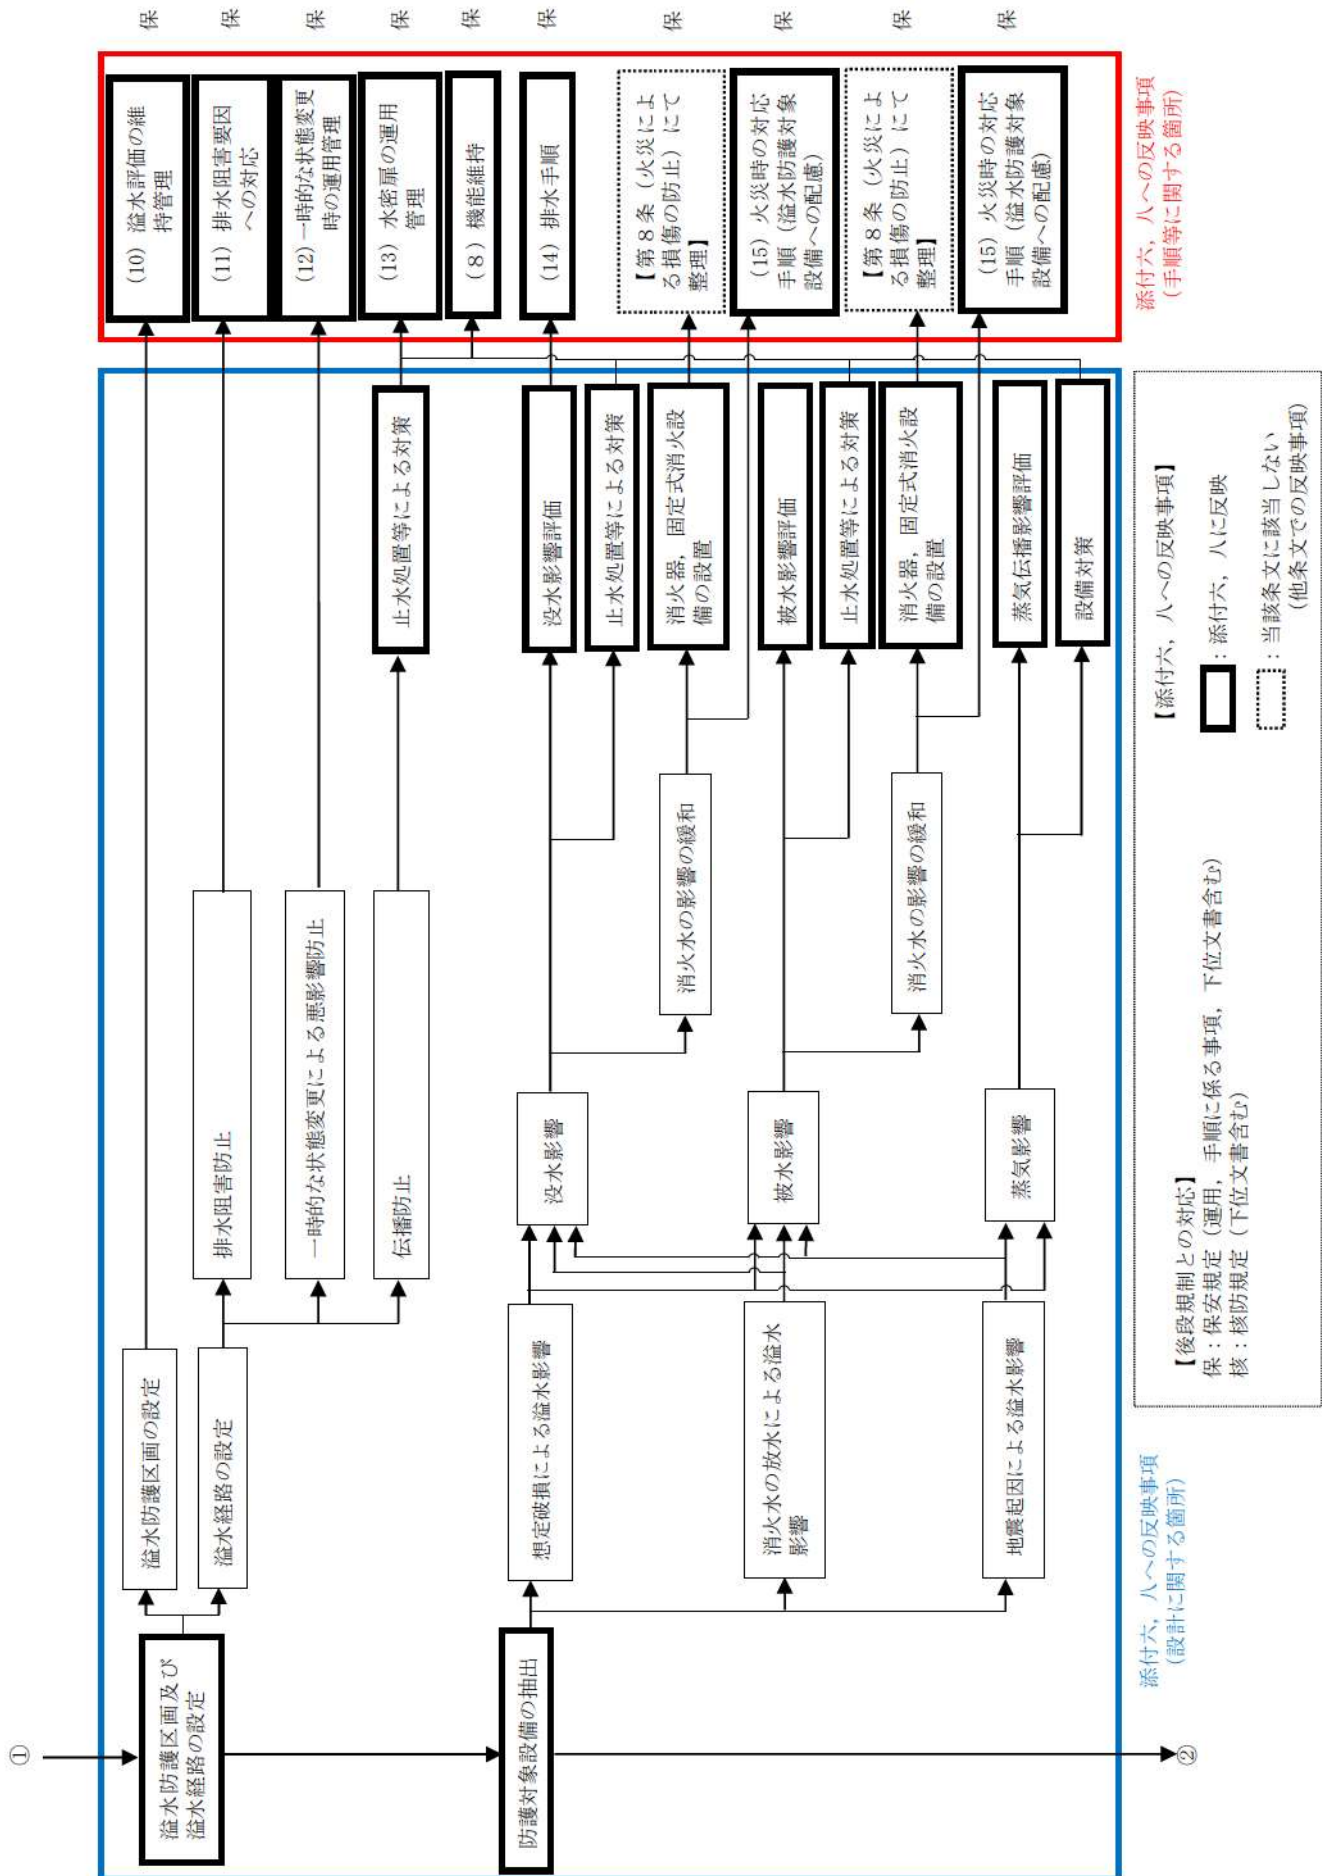 ①
溢水防護区画及び
溢水経路の設定
溢水防護区画の設定
(10) 溢水評価の維
持管理
保
溢水経路の設定
排水阻害防止
(11) 排水阻害要因
への対応
保
一時的な状態変更による悪影響防止
(12)一時的な状態変更
時の運用管理
保
伝播防止
止水処置等による対策
(13) 水密扉の運用
管理
保
(8) 機能維持
保
防護対象設備の抽出
想定破損による溢水影響
没水影響
没水影響評価
(14) 排水手順
保
止水処置等による対策
消火水の影響の緩和
消火器，固定式消火設
備の設置
【第８条（火災によ
る損傷の防止）にて
整理】
保
(15) 火災時の対応
手順（溢水防護対象
設備への配慮）
保
消火水の放水による溢水
影響
被水影響
被水影響評価
止水処置等による対策
消火水の影響の緩和
消火器，固定式消火設
備の設置
【第８条（火災によ
る損傷の防止）にて
整理】
保
(15) 火災時の対応
手順（溢水防護対象
設備への配慮）
保
地震起因による溢水影響
蒸気影響
蒸気伝播影響評価
設備対策
②
添付六，八への反映事項
（設計に関する箇所）
添付六，八への反映事項
（手順等に関する箇所）
【後段規制との対応】
保：保安規定（運用，手順に係る事項，下位文書含む）
核：核防規定（下位文書含む）
【添付六，八への反映事項】
：添付六，八に反映
：当該条文に該当しない
（他条文での反映事項）